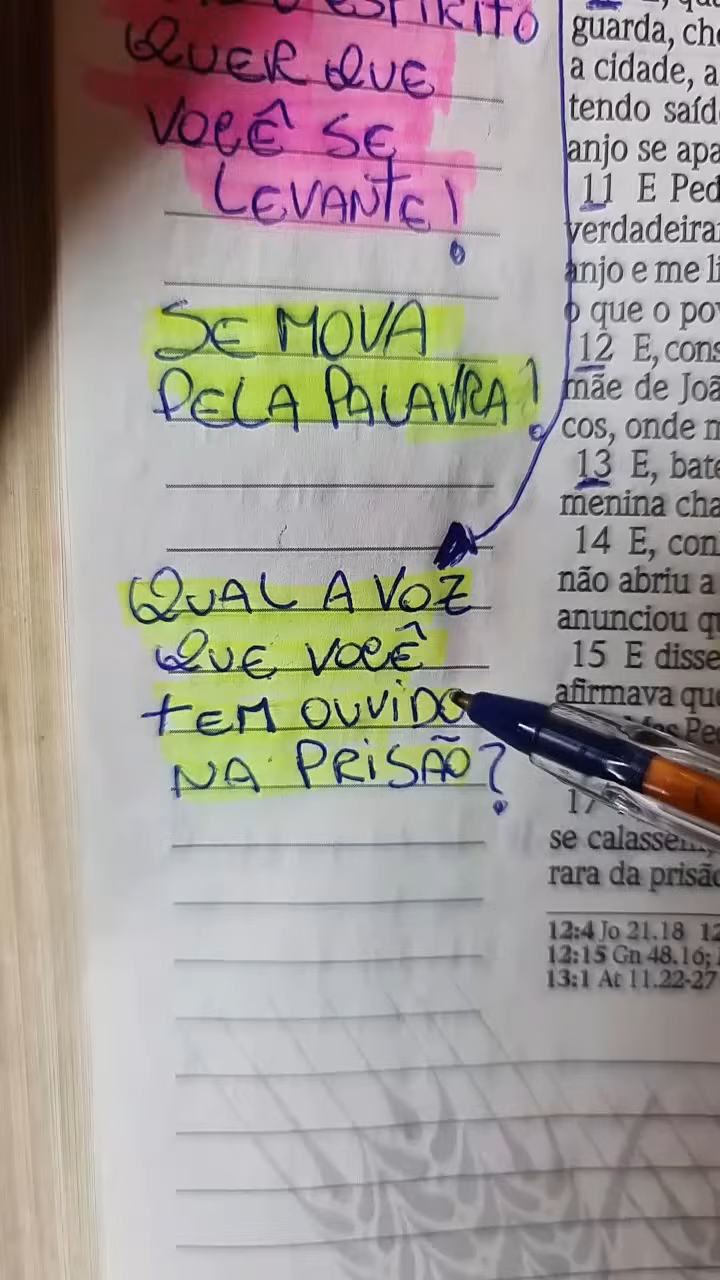 ESPÍRITO
QUER QUE
VOCÊ SE
LEVANTE!
SE MOVA
PELA PALAVRA!
QUAL A VOZ
QUE VOCÊ
TEM OUVIDO
NA PRISÃO?
guarda, che
a cidade, a
tendo saíd
anjo se apa
11 E Ped
verdadeira
anjo e me li
o que o po
12 E, cons
mãe de Joã
cos, onde m
13 E, bate
menina cha
14 E, con
não abriu a
anunciou q
15 E disse
afirmava que
17
se calassem
rara da prisão
12:4 Jo 21.18 12
12:15 Gn 48.16;
13:1 At 11.22-27